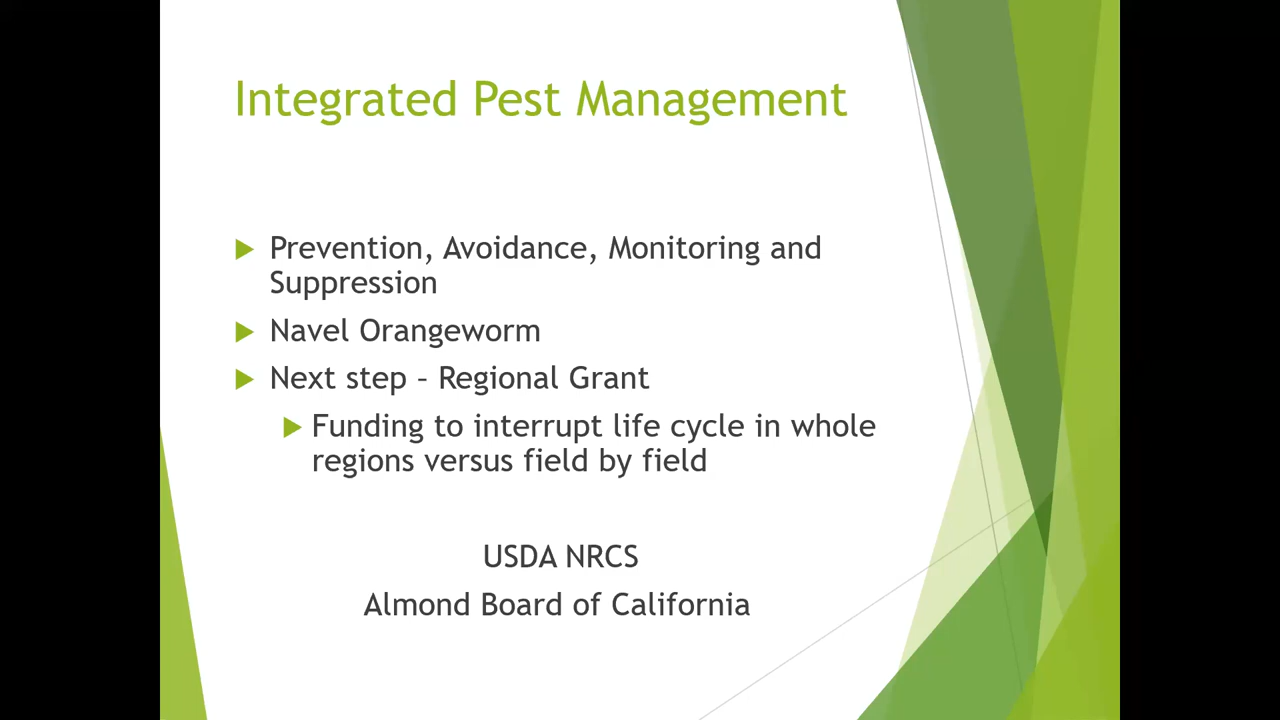 Integrated Pest Management
Prevention, Avoidance, Monitoring and
Suppression
Navel Orangeworm
Next step – Regional Grant
Funding to interrupt life cycle in whole
regions versus field by field
USDA NRCS
Almond Board of California